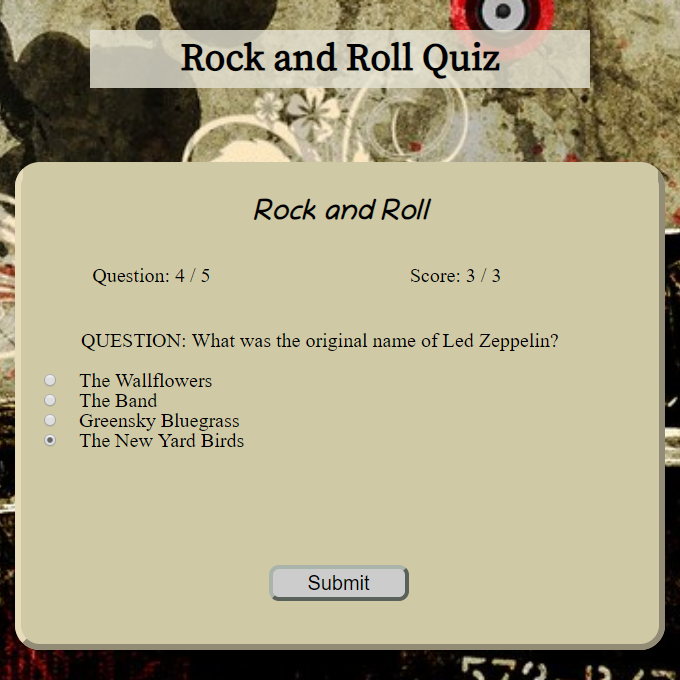 Rock and Roll Quiz
Rock and Roll
Question: 4 / 5 Score: 3 / 3
QUESTION: What was the original name of Led Zeppelin?
The Wallflowers
The Band
Greensky Bluegrass
The New Yard Birds
Submit